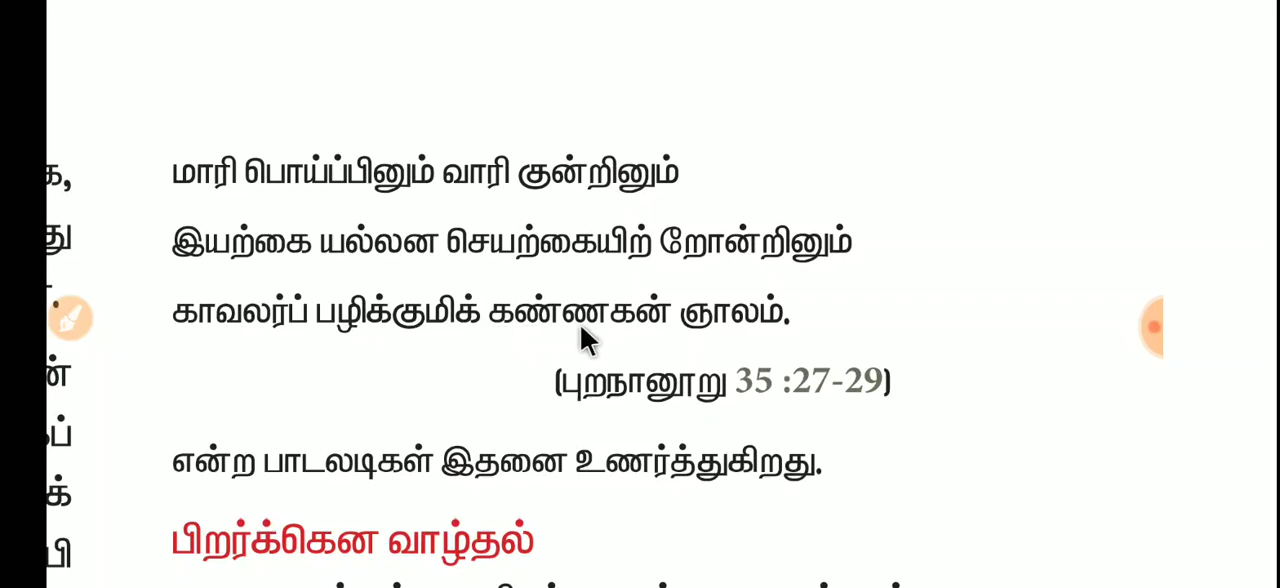 மாரி பொய்ப்பினும் வாரி குன்றினும்
இயற்கை யல்லன செயற்கையிற் றோன்றினும்
காவலர்ப் பழிக்குமிக் கண்ணகன் ஞாலம்.
(புறநானூறு 35 :27-29)
என்ற பாடலடிகள் இதனை உணர்த்துகிறது.
பிறர்க்கென வாழ்தல்